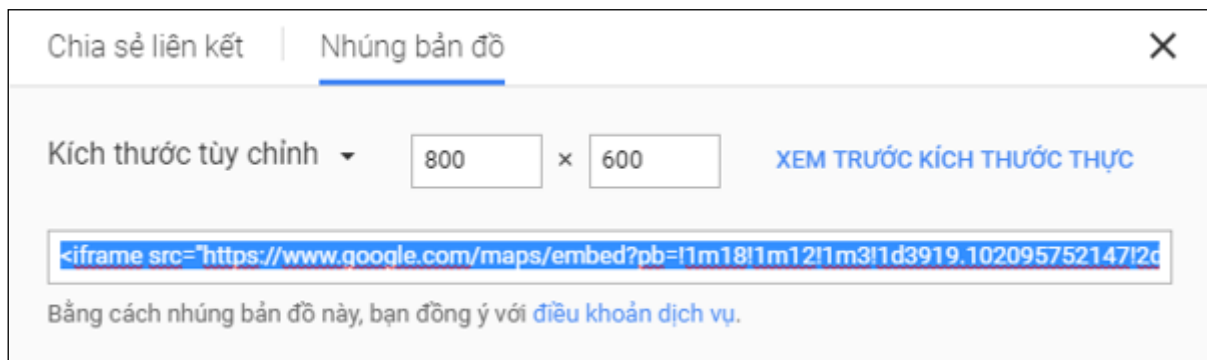 Chia sẻ liên kết Nhúng bản đồ ×
Kích thước tùy chỉnh 800 × 600 XEM TRƯỚC KÍCH THƯỚC THỰC
<iframe src="https://www.google.com/maps/embed?pb=!1m18!1m12!1m3!1d3919.102095752147!2d
Bằng cách nhúng bản đồ này, bạn đồng ý với điều khoản dịch vụ.